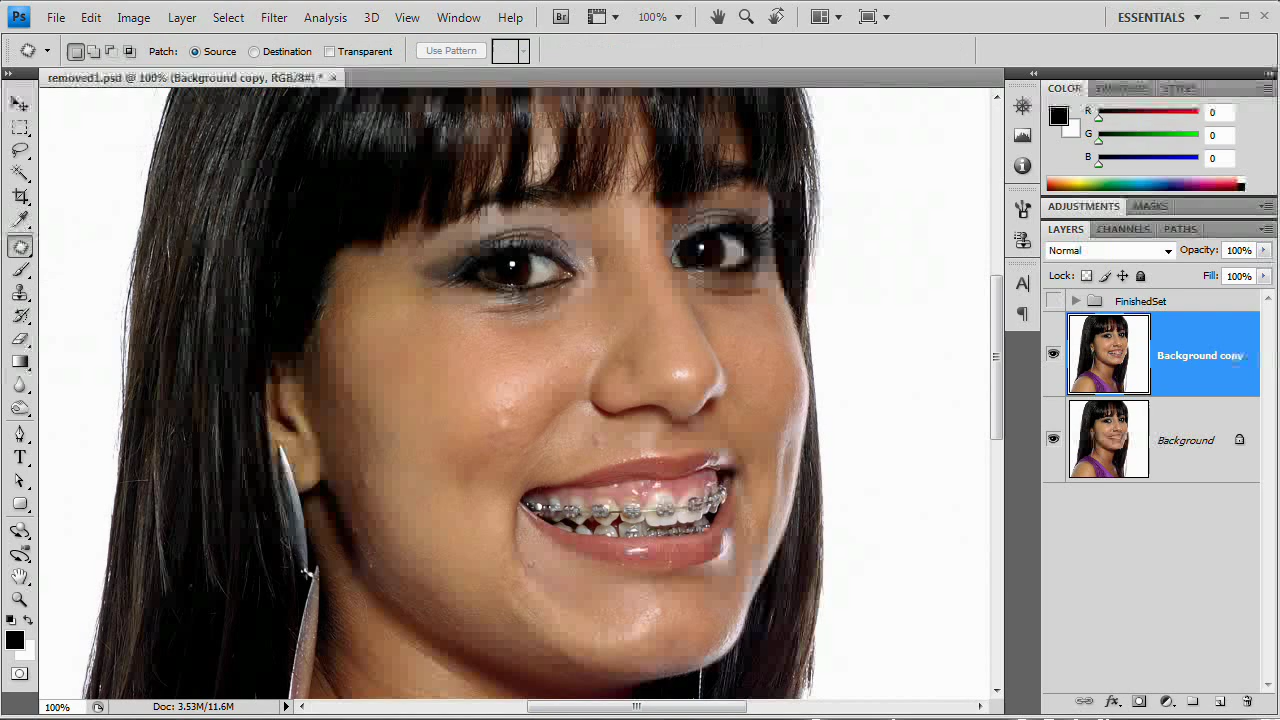 Ps File Edit Image Layer Select Filter Analysis 3D View Window Help Br 100% ESSENTIALS
Patch: Source Destination Transparent Use Pattern
removed1.psd @ 100% (Background copy, RGB/8#) *
COLOR
R 0
G 0
B 0
ADJUSTMENTS MASKS
LAYERS CHANNELS PATHS
Normal Opacity: 100%
Lock: Fill: 100%
FinishedSet
Background copy
Background
100% Doc: 3.53M/11.6M
fx